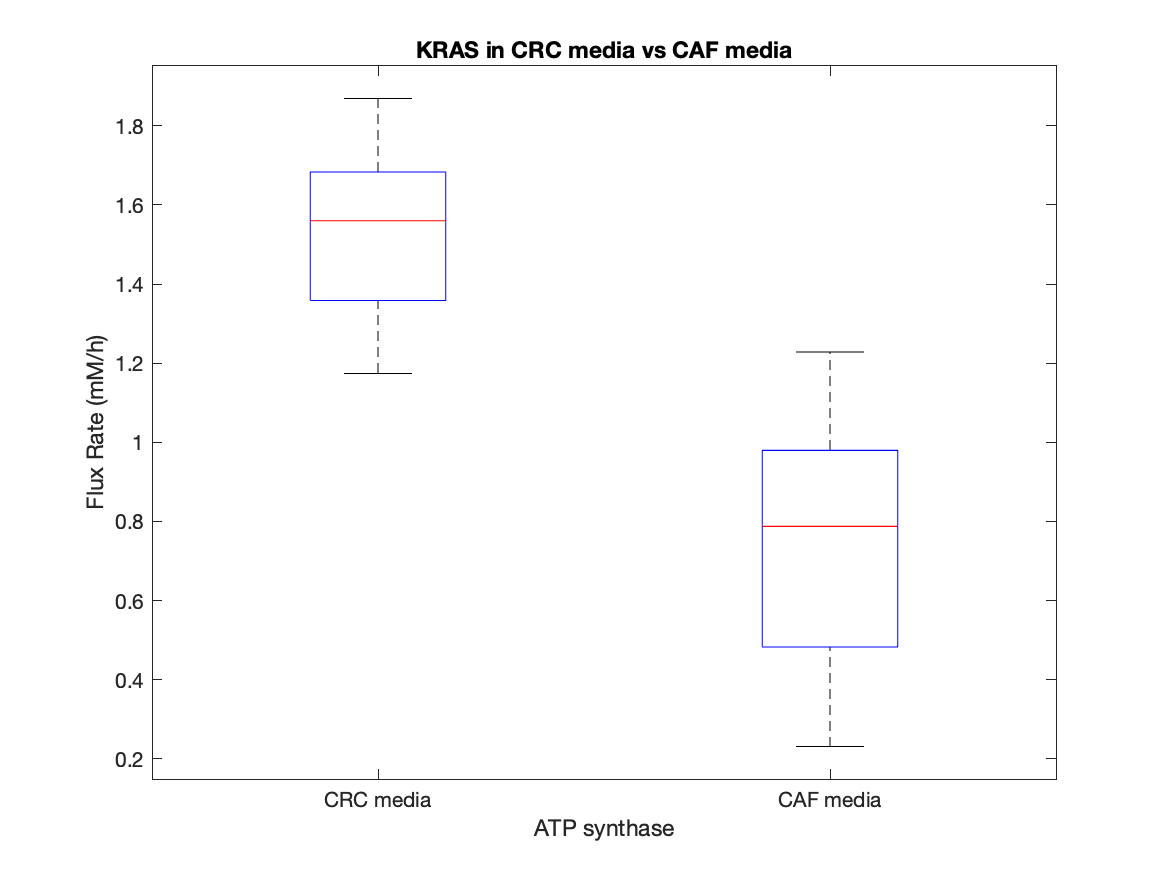 KRAS in CRC media vs CAF media
1.8
1.6
1.4
1.2
1
0.8
0.6
0.4
0.2
Flux Rate (mM/h)
CRC media CAF media
ATP synthase